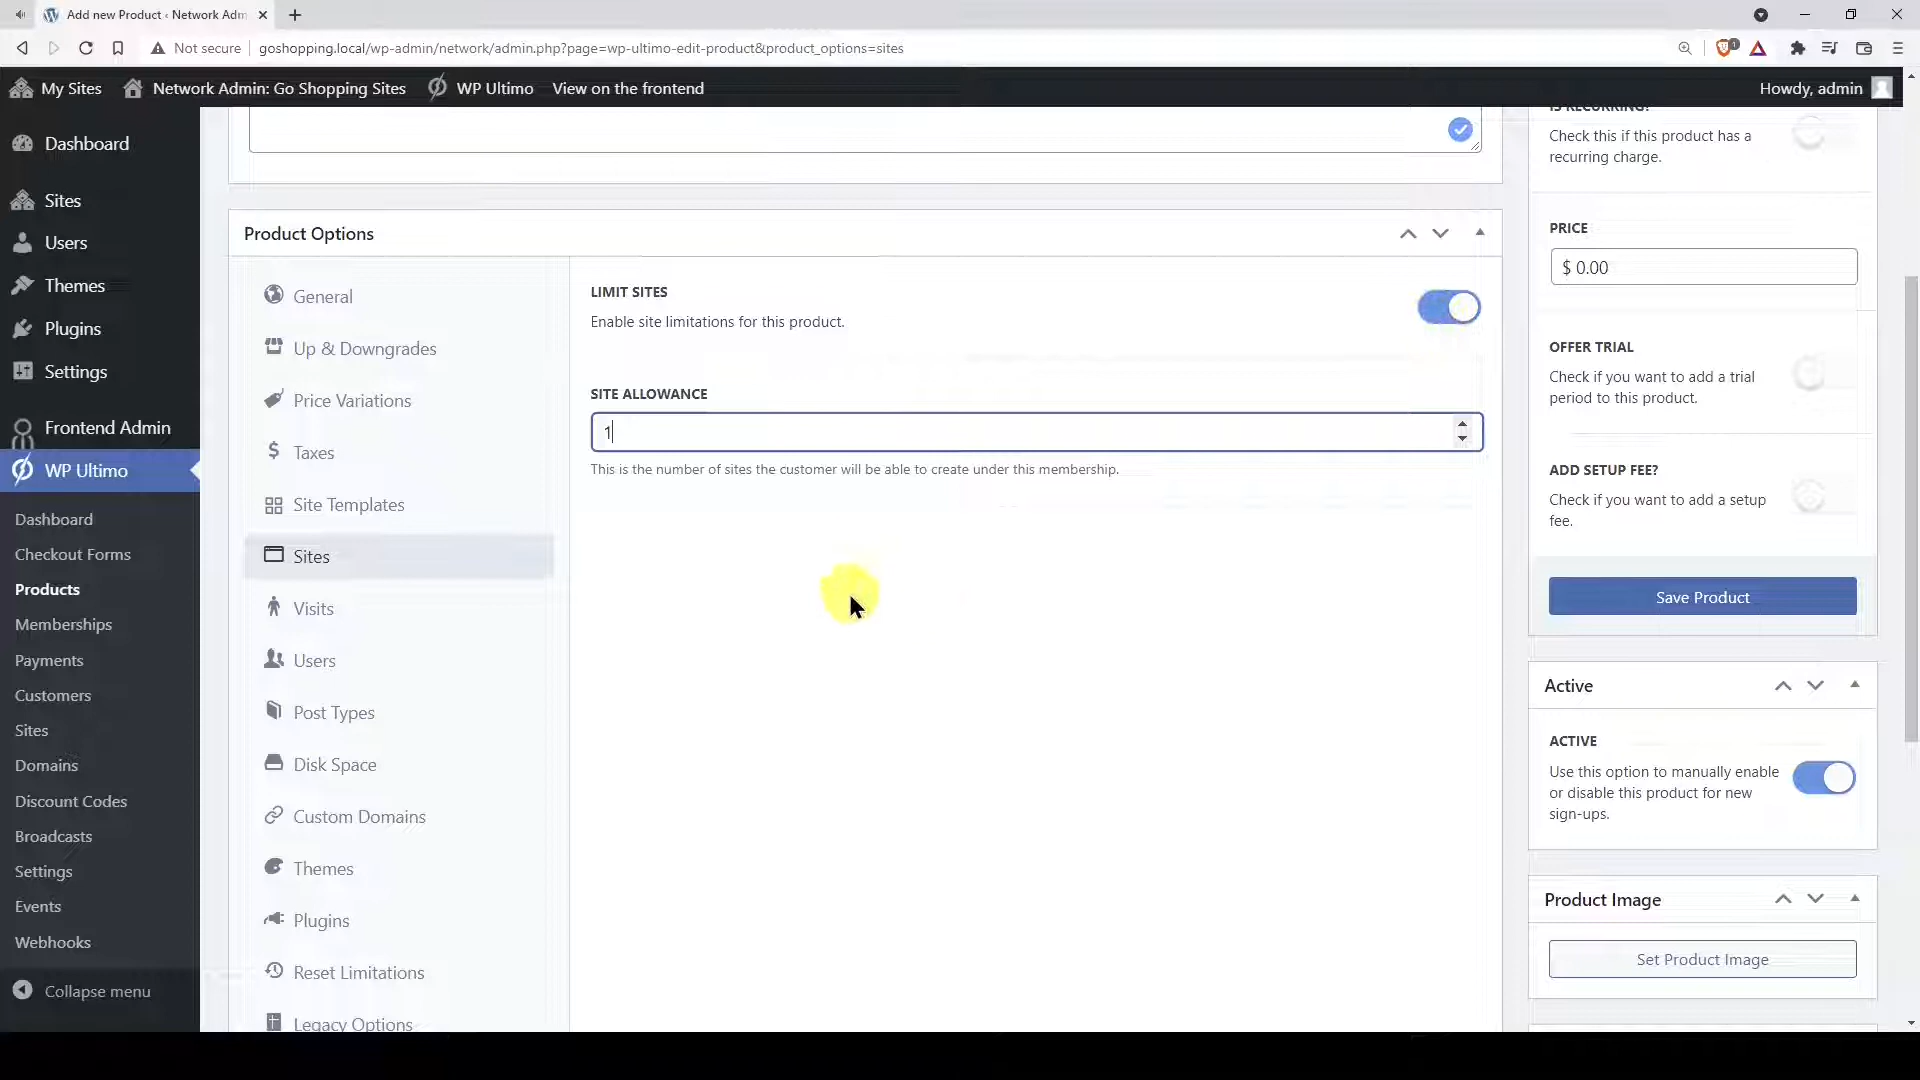 Add new Product ‹ Network Adm
Not secure
goshopping.local/wp-admin/network/admin.php?page=wp-ultimo-edit-product&product_options=sites
My Sites
Network Admin: Go Shopping Sites
WP Ultimo
View on the frontend
Howdy, admin
Dashboard
Sites
Users
Themes
Plugins
Settings
Frontend Admin
WP Ultimo
Dashboard
Checkout Forms
Products
Memberships
Payments
Customers
Sites
Domains
Discount Codes
Broadcasts
Settings
Events
Webhooks
Collapse menu
Product Options
General
Up & Downgrades
Price Variations
Taxes
Site Templates
Sites
Visits
Users
Post Types
Disk Space
Custom Domains
Themes
Plugins
Reset Limitations
Legacy Options
LIMIT SITES
Enable site limitations for this product.
SITE ALLOWANCE
1
This is the number of sites the customer will be able to create under this membership.
IS RECURRING?
Check this if this product has a
recurring charge.
PRICE
$ 0.00
OFFER TRIAL
Check if you want to add a trial
period to this product.
ADD SETUP FEE?
Check if you want to add a setup
fee.
Save Product
Active
ACTIVE
Use this option to manually enable
or disable this product for new
sign-ups.
Product Image
Set Product Image